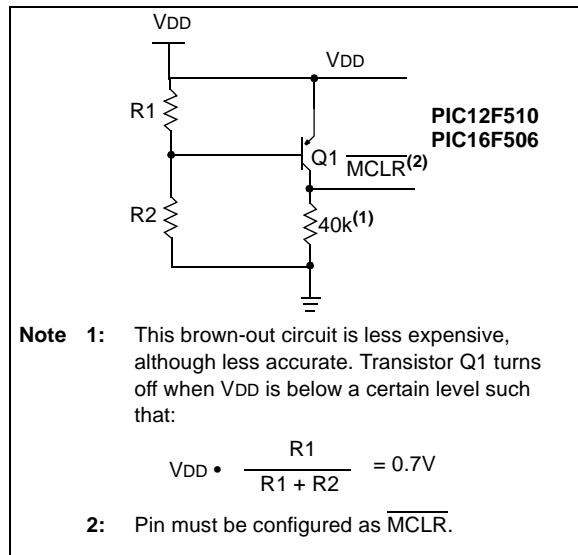 VDD
VDD
R1
PIC12F510
PIC16F506
Q1 MCLR(2)
R2
40k(1)
Note 1: This brown-out circuit is less expensive,
although less accurate. Transistor Q1 turns
off when VDD is below a certain level such
that:
VDD • R1 / R1 + R2 = 0.7V
2: Pin must be configured as MCLR.